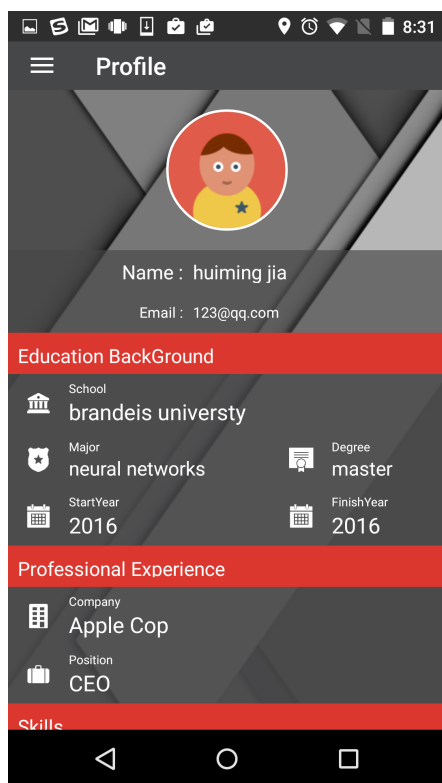 8:31
Profile
Name : huiming jia
Email : 123@qq.com
Education BackGround
School
brandeis universty
Major
neural networks
Degree
master
StartYear
2016
FinishYear
2016
Professional Experience
Company
Apple Cop
Position
CEO
Skills